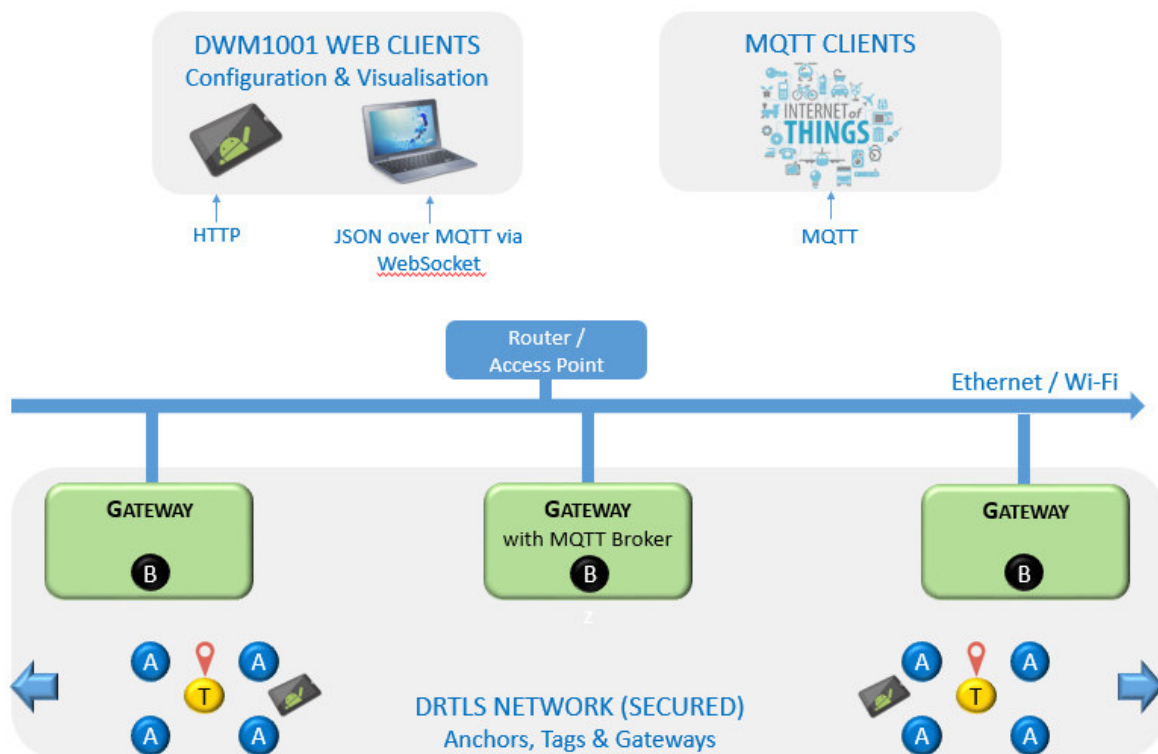 DWM1001 WEB CLIENTS
Configuration & Visualisation
MQTT CLIENTS
INTERNET of
THINGS
HTTP
JSON over MQTT via
WebSocket
MQTT
Router /
Access Point
Ethernet / Wi-Fi
GATEWAY
B
GATEWAY
with MQTT Broker
B
z
GATEWAY
B
A
A
T
A
A
A
A
T
A
A
DRTLS NETWORK (SECURED)
Anchors, Tags & Gateways